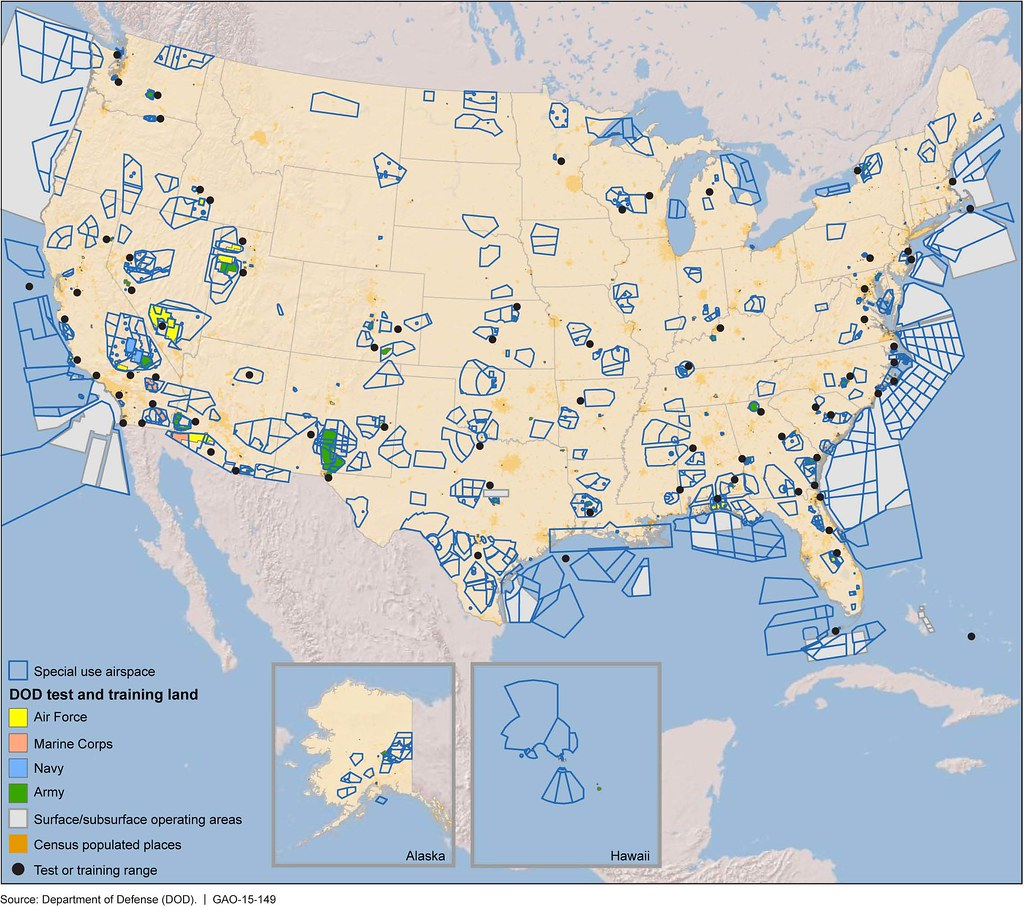 Special use airspace
DOD test and training land
Air Force
Marine Corps
Navy
Army
Surface/subsurface operating areas
Census populated places
Test or training range
Alaska
Hawaii
Source: Department of Defense (DOD). | GAO-15-149